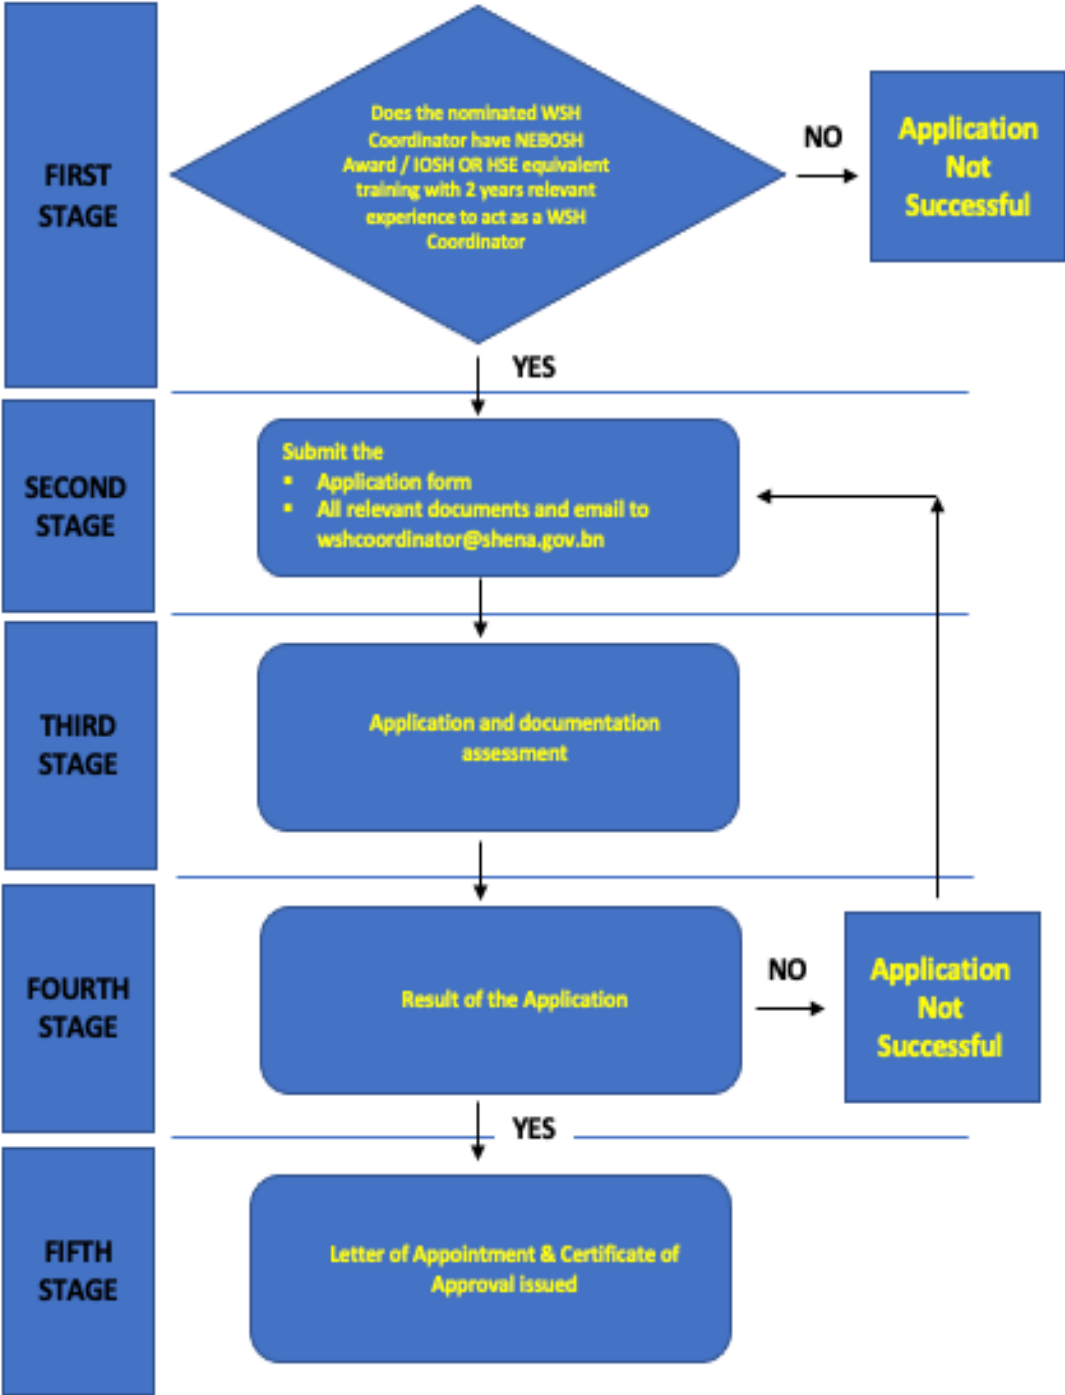 FIRST
STAGE
Does the nominated WSH
Coordinator have NEBOSH
Award / IOSH OR HSE equivalent
training with 2 years relevant
experience to act as a WSH
Coordinator
NO
Application
Not
Successful
YES
SECOND
STAGE
Submit the
▪ Application form
▪ All relevant documents and email to
wshcoordinator@shena.gov.bn
THIRD
STAGE
Application and documentation
assessment
FOURTH
STAGE
Result of the Application
NO
Application
Not
Successful
YES
FIFTH
STAGE
Letter of Appointment & Certificate of
Approval issued